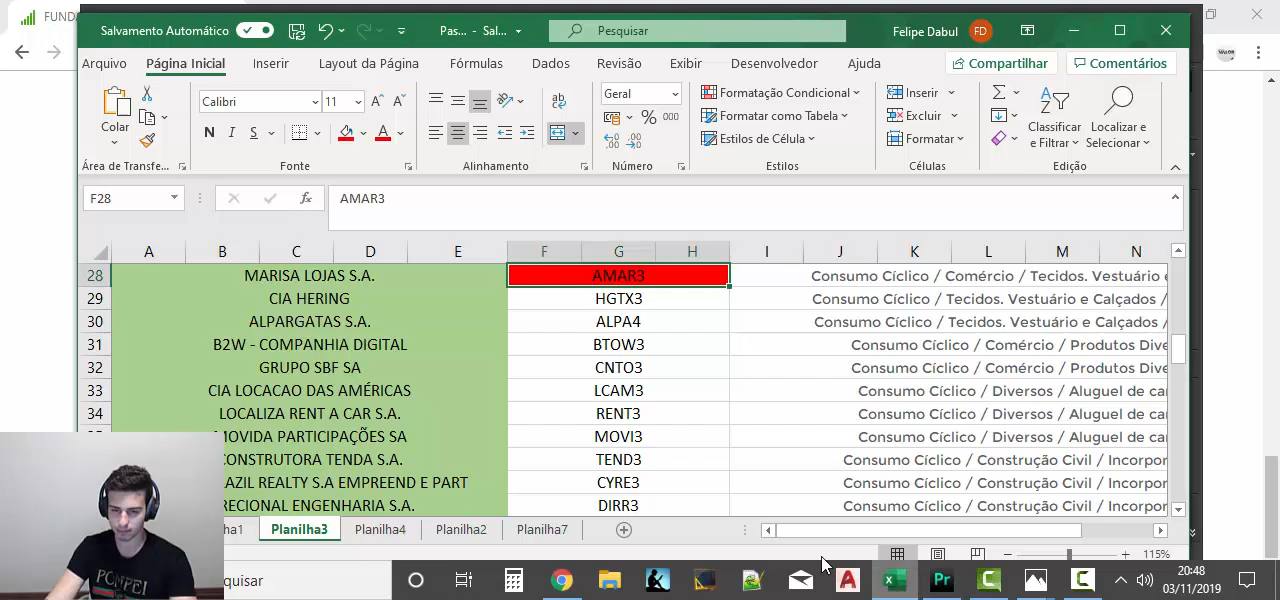 FUND
Salvamento Automático
Pas... - Sal...
Pesquisar
Felipe Dabul
FD
Arquivo
Página Inicial
Inserir
Layout da Página
Fórmulas
Dados
Revisão
Exibir
Desenvolvedor
Ajuda
Compartilhar
Comentários
Colar
Calibri
11
Geral
Formatação Condicional
Formatar como Tabela
Estilos de Célula
Inserir
Excluir
Formatar
Classificar
e Filtrar
Localizar e
Selecionar
N I S
% 000
Área de Transfe...
Fonte
Alinhamento
Número
Estilos
Células
Edição
F28
fx
AMAR3
A B C D E F G H I J K L M N
28 MARISA LOJAS S.A. AMAR3 Consumo Cíclico / Comércio / Tecidos. Vestuário e
29 CIA HERING HGTX3 Consumo Cíclico / Tecidos. Vestuário e Calçados /
30 ALPARGATAS S.A. ALPA4 Consumo Cíclico / Tecidos. Vestuário e Calçados /
31 B2W - COMPANHIA DIGITAL BTOW3 Consumo Cíclico / Comércio / Produtos Dive
32 GRUPO SBF SA CNTO3 Consumo Cíclico / Comércio / Produtos Dive
33 CIA LOCACAO DAS AMÉRICAS LCAM3 Consumo Cíclico / Diversos / Aluguel de ca
34 LOCALIZA RENT A CAR S.A. RENT3 Consumo Cíclico / Diversos / Aluguel de ca
MOVIDA PARTICIPAÇÕES SA MOVI3 Consumo Cíclico / Diversos / Aluguel de ca
CONSTRUTORA TENDA S.A. TEND3 Consumo Cíclico / Construção Civil / Incorpor
RAZIL REALTY S.A EMPREEND E PART CYRE3 Consumo Cíclico / Construção Civil / Incorpor
RECIONAL ENGENHARIA S.A. DIRR3 Consumo Cíclico / Construção Civil / Incorpor
ha1
Planilha3
Planilha4
Planilha2
Planilha7
115%
POMPEI
quisar
20:48
03/11/2019